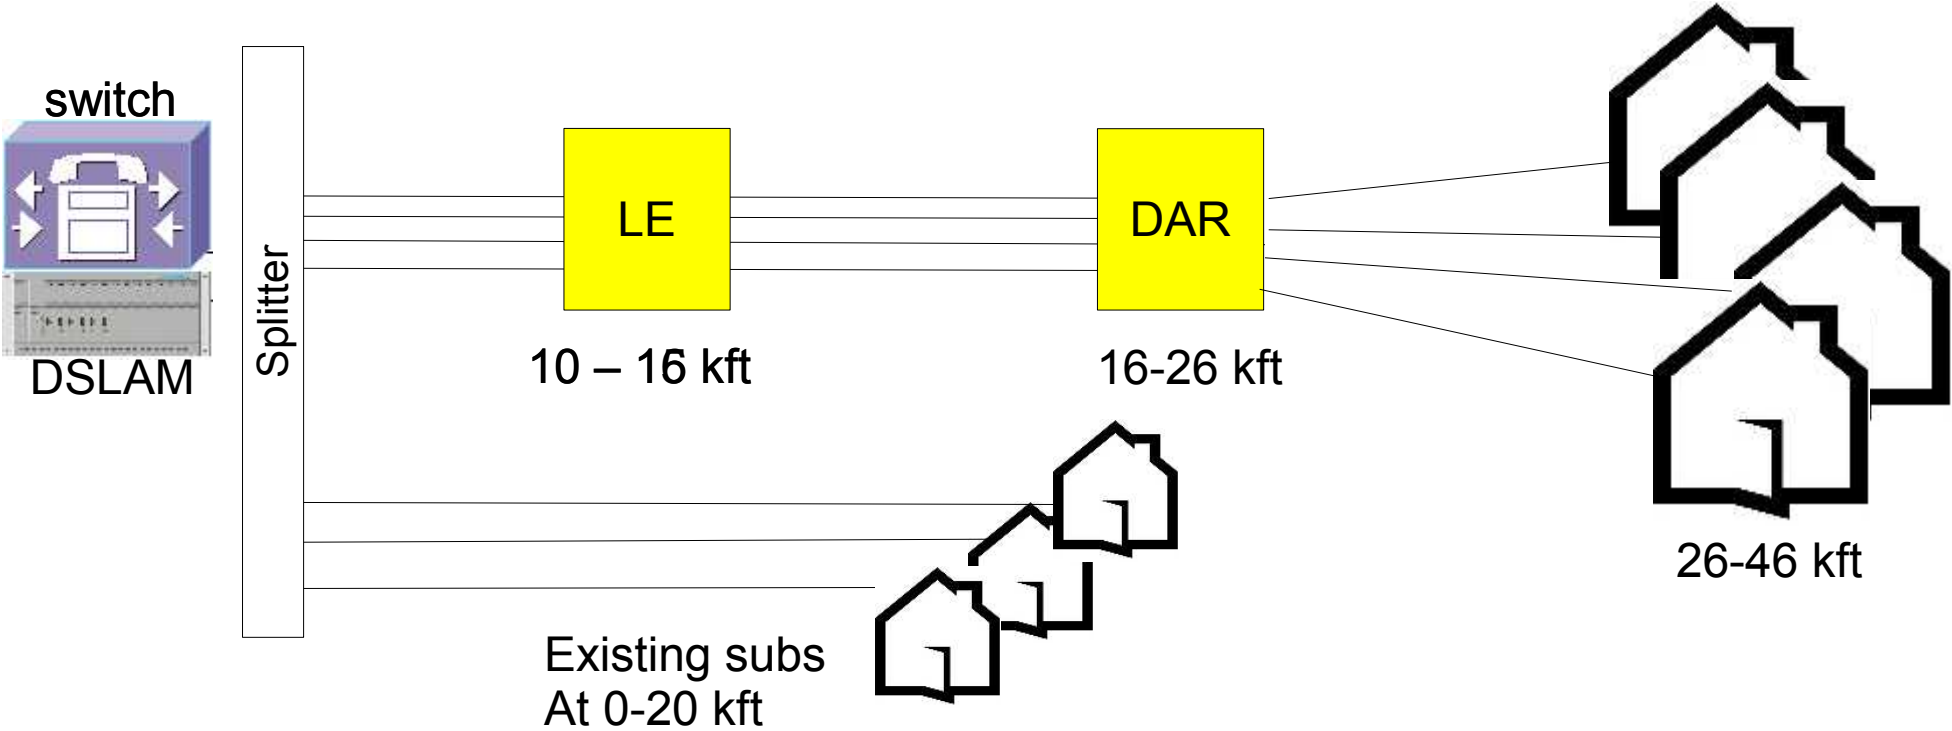 switch
DSLAM
Splitter
LE
DAR
10 – kft
16-26 kft
26-46 kft
Existing subs
At 0-20 kft